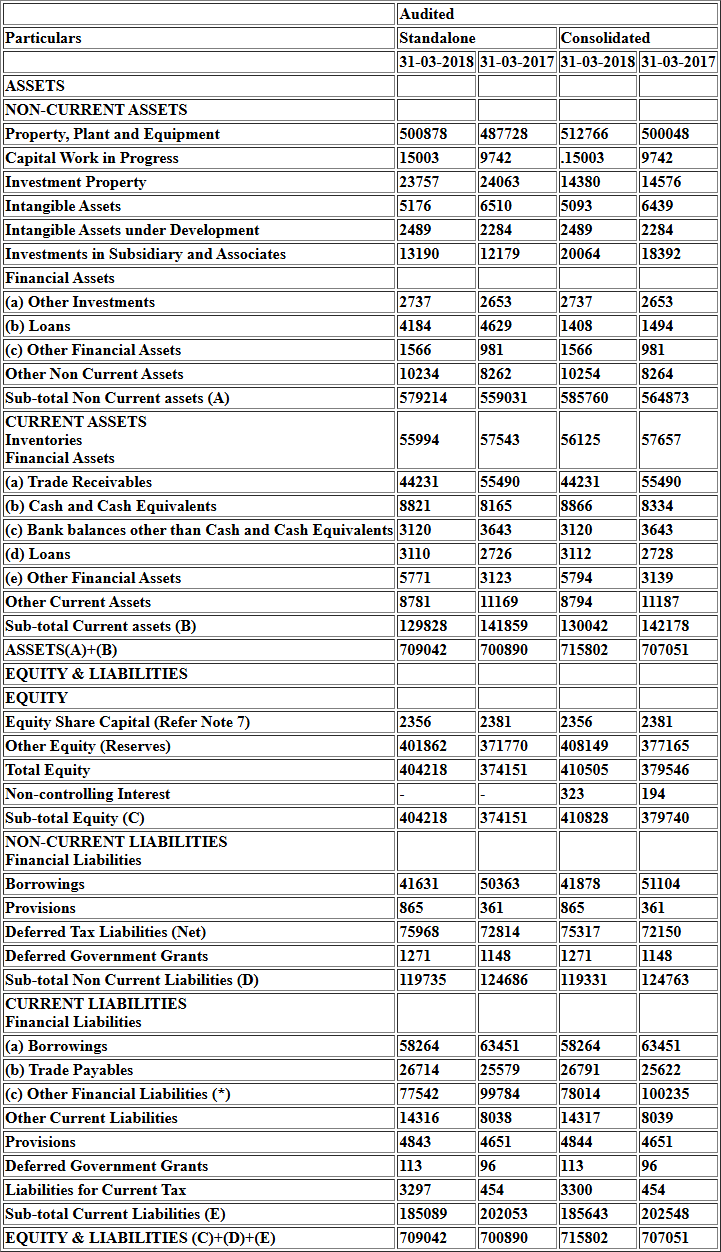 Audited
Particulars Standalone Consolidated
31-03-2018 31-03-2017 31-03-2018 31-03-2017
ASSETS
NON-CURRENT ASSETS
Property, Plant and Equipment 500878 487728 512766 500048
Capital Work in Progress 15003 9742 .15003 9742
Investment Property 23757 24063 14380 14576
Intangible Assets 5176 6510 5093 6439
Intangible Assets under Development 2489 2284 2489 2284
Investments in Subsidiary and Associates 13190 12179 20064 18392
Financial Assets
(a) Other Investments 2737 2653 2737 2653
(b) Loans 4184 4629 1408 1494
(c) Other Financial Assets 1566 981 1566 981
Other Non Current Assets 10234 8262 10254 8264
Sub-total Non Current assets (A) 579214 559031 585760 564873
CURRENT ASSETS
Inventories 55994 57543 56125 57657
Financial Assets
(a) Trade Receivables 44231 55490 44231 55490
(b) Cash and Cash Equivalents 8821 8165 8866 8334
(c) Bank balances other than Cash and Cash Equivalents 3120 3643 3120 3643
(d) Loans 3110 2726 3112 2728
(e) Other Financial Assets 5771 3123 5794 3139
Other Current Assets 8781 11169 8794 11187
Sub-total Current assets (B) 129828 141859 130042 142178
ASSETS(A)+(B) 709042 700890 715802 707051
EQUITY & LIABILITIES
EQUITY
Equity Share Capital (Refer Note 7) 2356 2381 2356 2381
Other Equity (Reserves) 401862 371770 408149 377165
Total Equity 404218 374151 410505 379546
Non-controlling Interest - - 323 194
Sub-total Equity (C) 404218 374151 410828 379740
NON-CURRENT LIABILITIES
Financial Liabilities
Borrowings 41631 50363 41878 51104
Provisions 865 361 865 361
Deferred Tax Liabilities (Net) 75968 72814 75317 72150
Deferred Government Grants 1271 1148 1271 1148
Sub-total Non Current Liabilities (D) 119735 124686 119331 124763
CURRENT LIABILITIES
Financial Liabilities
(a) Borrowings 58264 63451 58264 63451
(b) Trade Payables 26714 25579 26791 25622
(c) Other Financial Liabilities (*) 77542 99784 78014 100235
Other Current Liabilities 14316 8038 14317 8039
Provisions 4843 4651 4844 4651
Deferred Government Grants 113 96 113 96
Liabilities for Current Tax 3297 454 3300 454
Sub-total Current Liabilities (E) 185089 202053 185643 202548
EQUITY & LIABILITIES (C)+(D)+(E) 709042 700890 715802 707051